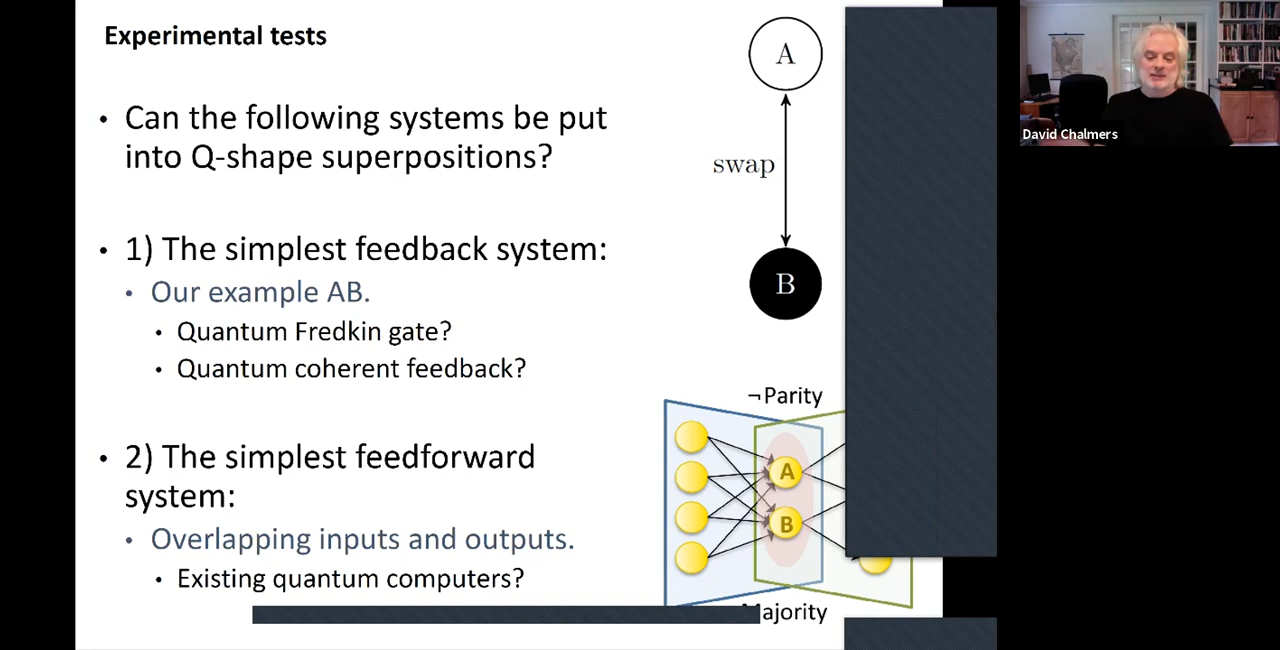 Experimental tests
• Can the following systems be put
into Q-shape superpositions?
• 1) The simplest feedback system:
• Our example AB.
• Quantum Fredkin gate?
• Quantum coherent feedback?
• 2) The simplest feedforward
system:
• Overlapping inputs and outputs.
• Existing quantum computers?
A
swap
B
¬Parity
A
B
David Chalmers